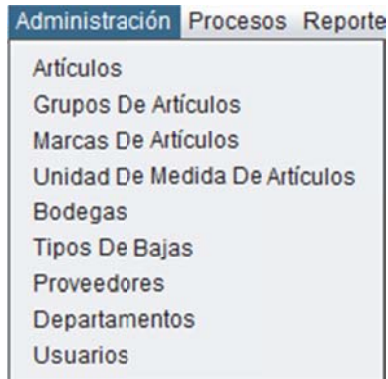 Administración Procesos Reporte
Artículos
Grupos De Artículos
Marcas De Artículos
Unidad De Medida De Artículos
Bodegas
Tipos De Bajas
Proveedores
Departamentos
Usuarios